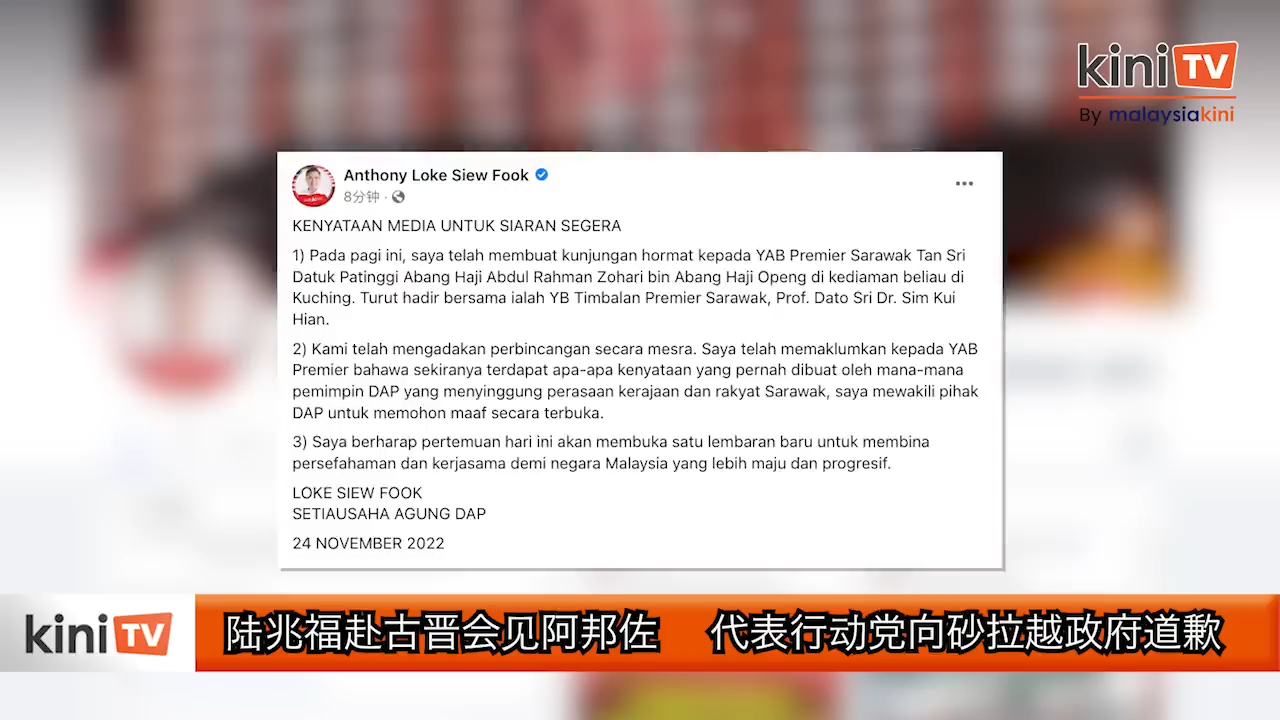 kini TV
By malaysiakini
Anthony Loke Siew Fook
8分钟 ·
KENYATAAN MEDIA UNTUK SIARAN SEGERA
1) Pada pagi ini, saya telah membuat kunjungan hormat kepada YAB Premier Sarawak Tan Sri
Datuk Patinggi Abang Haji Abdul Rahman Zohari bin Abang Haji Openg di kediaman beliau di
Kuching. Turut hadir bersama ialah YB Timbalan Premier Sarawak, Prof. Dato Sri Dr. Sim Kui
Hian.
2) Kami telah mengadakan perbincangan secara mesra. Saya telah memaklumkan kepada YAB
Premier bahawa sekiranya terdapat apa-apa kenyataan yang pernah dibuat oleh mana-mana
pemimpin DAP yang menyinggung perasaan kerajaan dan rakyat Sarawak, saya mewakili pihak
DAP untuk memohon maaf secara terbuka.
3) Saya berharap pertemuan hari ini akan membuka satu lembaran baru untuk membina
persefahaman dan kerjasama demi negara Malaysia yang lebih maju dan progresif.
LOKE SIEW FOOK
SETIAUSAHA AGUNG DAP
24 NOVEMBER 2022
kini TV
陆兆福赴古晋会见阿邦佐 代表行动党向砂拉越政府道歉